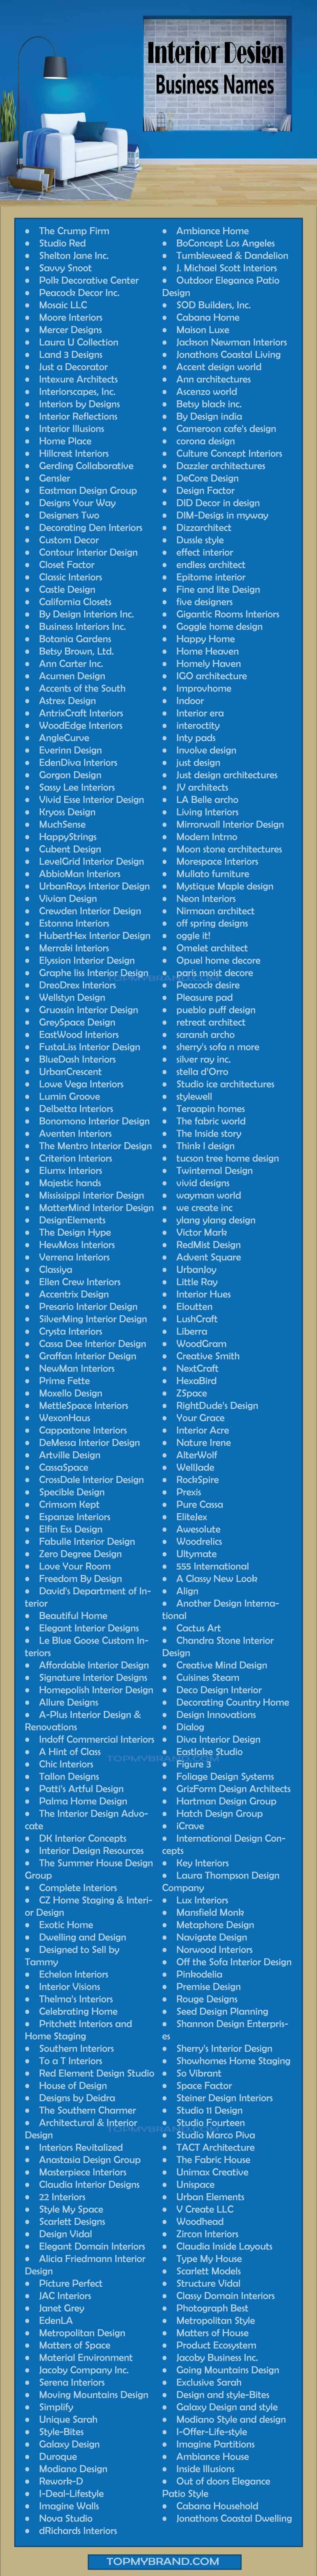 Interior Design
Business Names
• The Crump Firm
• Studio Red
• Shelton Jane Inc.
• Savvy Snoot
• Polk Decorative Center
• Peacock Decor Inc.
• Mosaic LLC
• Moore Interiors
• Mercer Designs
• Laura U Collection
• Land 3 Designs
• Just a Decorator
• Intexure Architects
• Interiorscapes, Inc.
• Interiors by Designs
• Interior Reflections
• Interior Illusions
• Home Place
• Hillcrest Interiors
• Gerding Collaborative
• Gensler
• Eastman Design Group
• Designs Your Way
• Designers Two
• Decorating Den Interiors
• Custom Decor
• Contour Interior Design
• Closet Factor
• Classic Interiors
• Castle Design
• California Closets
• By Design Interiors Inc.
• Business Interiors Inc.
• Botania Gardens
• Betsy Brown, Ltd.
• Ann Carter Inc.
• Acumen Design
• Accents of the South
• Astrex Design
• AntrixCraft Interiors
• WoodEdge Interiors
• AngleCurve
• Everinn Design
• EdenDiva Interiors
• Gorgon Design
• Sassy Lee Interiors
• Vivid Esse Interior Design
• Kryoss Design
• MuchSense
• HappyStrings
• Cubent Design
• LevelGrid Interior Design
• AbbioMan Interiors
• UrbanRays Interior Design
• Vivian Design
• Crewden Interior Design
• Estonna Interiors
• HubertHex Interior Design
• Merraki Interiors
• Elyssion Interior Design
• Graphe liss Interior Design
• DreoDrex Interiors
• Wellstyn Design
• Gruossin Interior Design
• GreySpace Design
• EastWood Interiors
• FustaLiss Interior Design
• BlueDash Interiors
• UrbanCrescent
• Lowe Vega Interiors
• Lumin Groove
• Delbetta Interiors
• Bonomono Interior Design
• Aventen Interiors
• The Mentro Interior Design
• Criterion Interiors
• Elumx Interiors
• Majestic hands
• Mississippi Interior Design
• MatterMind Interior Design
• DesignElements
• The Design Hype
• HewMoss Interiors
• Verrena Interiors
• Classiya
• Ellen Crew Interiors
• Accentrix Design
• Presario Interior Design
• SilverMing Interior Design
• Crysta Interiors
• Cassa Dee Interior Design
• Graffan Interior Design
• NewMan Interiors
• Prime Fette
• Moxello Design
• MettleSpace Interiors
• WexonHaus
• Cappastone Interiors
• DeMessa Interior Design
• Artville Design
• CassaSpace
• CrossDale Interior Design
• Specible Design
• Crimsom Kept
• Espanze Interiors
• Elfin Ess Design
• Fabulle Interior Design
• Zero Degree Design
• Love Your Room
• Freedom By Design
• David's Department of In-
terior
• Beautiful Home
• Elegant Interior Designs
• Le Blue Goose Custom In-
teriors
• Affordable Interior Design
• Signature Interior Designs
• Homepolish Interior Design
• Allure Designs
• A-Plus Interior Design &
Renovations
• Indoff Commercial Interiors
• A Hint of Class
• Chic Interiors
• Tallon Designs
• Patti's Artful Design
• Palma Home Design
• The Interior Design Advo-
cate
• DK Interior Concepts
• Interior Design Resources
• The Summer House Design
Group
• Complete Interiors
• CZ Home Staging & Interi-
or Design
• Exotic Home
• Dwelling and Design
• Designed to Sell by
Tammy
• Echelon Interiors
• Interior Visions
• Thelma's Interiors
• Celebrating Home
• Pritchett Interiors and
Home Staging
• Southern Interiors
• To a T Interiors
• Red Element Design Studio
• House of Design
• Designs by Deidra
• The Southern Charmer
• Architectural & Interior
Design
• Interiors Revitalized
• Anastasia Design Group
• Masterpiece Interiors
• Claudia Interior Designs
• 22 Interiors
• Style My Space
• Scarlett Designs
• Design Vidal
• Elegant Domain Interiors
• Alicia Friedmann Interior
Design
• Picture Perfect
• JAC Interiors
• Janet Grey
• EdenLA
• Metropolitan Design
• Matters of Space
• Material Environment
• Jacoby Company Inc.
• Serena Interiors
• Moving Mountains Design
• Simplify
• Unique Sarah
• Style-Bites
• Galaxy Design
• Duroque
• Modiano Design
• Rework-D
• I-Deal-Lifestyle
• Imagine Walls
• Nova Studio
• dRichards Interiors
• Ambiance Home
• BoConcept Los Angeles
• Tumbleweed & Dandelion
• J. Michael Scott Interiors
• Outdoor Elegance Patio
Design
• SOD Builders, Inc.
• Cabana Home
• Maison Luxe
• Jackson Newman Interiors
• Jonathons Coastal Living
• Accent design world
• Ann architectures
• Ascenzo world
• Betsy black inc.
• By Design india
• Cameroon cafe's design
• corona design
• Culture Concept Interiors
• Dazzler architectures
• DeCore Design
• Design Factor
• DID Decor in design
• DIM-Desigs in myway
• Dizzarchitect
• Dussle style
• effect interior
• endless architect
• Epitome interior
• Fine and lite Design
• five designers
• Gigantic Rooms Interiors
• Goggle home design
• Happy Home
• Home Heaven
• Homely Haven
• IGO architecture
• Improvhome
• Indoor
• Interior era
• interoctity
• Inty pads
• Involve design
• just design
• Just design architectures
• JV architects
• LA Belle archo
• Living Interiors
• Mirrorwall Interior Design
• Modern Intrno
• Moon stone architectures
• Morespace Interiors
• Mullato furniture
• Mystique Maple design
• Neon Interiors
• Nirmaan architect
• off spring designs
• oggle it!
• Omelet architect
• Opuel home decore
• paris mist decore
• Peacock desire
• Pleasure pad
• pueblo puff design
• retreat architect
• saransh archo
• sherry's sofa n more
• silver ray inc.
• stella d'Orro
• Studio ice architectures
• stylewell
• Teraapin homes
• The fabric world
• The Inside story
• Think I design
• tucson tree home design
• Twinternal Design
• vivid designs
• wayman world
• we create inc
• ylang ylang design
• Victor Mark
• RedMist Design
• Advent Square
• UrbanJoy
• Little Ray
• Interior Hues
• Eloutten
• LushCraft
• Liberra
• WoodGram
• Creative Smith
• NextCraft
• HexaBird
• ZSpace
• RightDude's Design
• Your Grace
• Interior Acre
• Nature Irene
• AlterWolf
• WellJade
• RockSpire
• Prexis
• Pure Cassa
• EliteJex
• Awesolute
• Woodrelics
• Ultymate
• 555 International
• A Classy New Look
• Align
• Another Design Interna-
tional
• Cactus Art
• Chandra Stone Interior
Design
• Creative Mind Design
• Cuisines Steam
• Deco Design Interior
• Decorating Country Home
• Design Innovations
• Dialog
• Diva Interior Design
• Eastlake Studio
• Figure 3
• Foliage Design Systems
• GrizForm Design Architects
• Hartman Design Group
• Hatch Design Group
• iCrave
• International Design Con-
cepts
• Key Interiors
• Laura Thompson Design
Company
• Lux Interiors
• Mansfield Monk
• Metaphore Design
• Navigate Design
• Norwood Interiors
• Off the Sofa Interior Design
• Pinkodelia
• Premise Design
• Rouge Designs
• Seed Design Planning
• Shannon Design Enterpris-
es
• Sherry's Interior Design
• Showhomes Home Staging
• So Vibrant
• Space Factor
• Steiner Design Interiors
• Studio 11 Design
• Studio Fourteen
• Studio Marco Piva
• TACT Architecture
• The Fabric House
• Unimax Creative
• Unispace
• Urban Elements
• V Create LLC
• Woodhead
• Zircon Interiors
• Claudia Inside Layouts
• Type My House
• Scarlett Models
• Structure Vidal
• Classy Domain Interiors
• Photograph Best
• Metropolitan Style
• Matters of House
• Product Ecosystem
• Jacoby Business Inc.
• Going Mountains Design
• Exclusive Sarah
• Design and style-Bites
• Galaxy Design and style
• Modiano Style and design
• I-Offer-Life-style
• Imagine Partitions
• Ambiance House
• Inside Illusions
• Out of doors Elegance
Patio Style
• Cabana Household
• Jonathons Coastal Dwelling
TOPMYBRAND.COM
TOPMYBRAND.COM
TOPMYBRAND.COM
TOPMYBRAND.COM